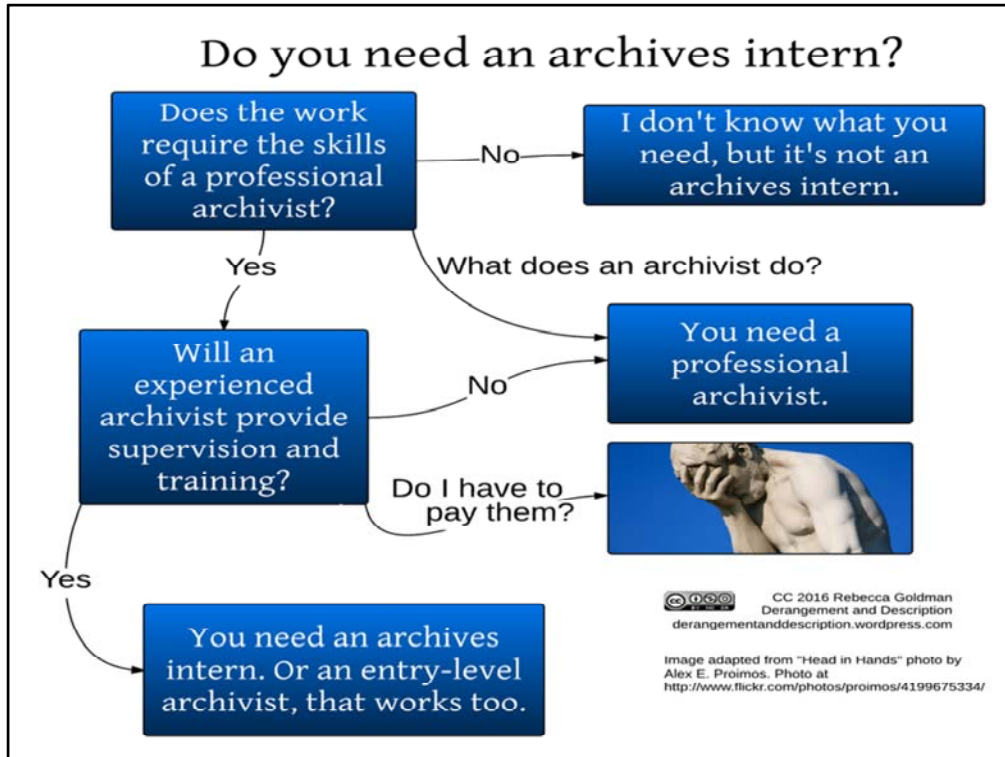 Do you need an archives intern?
Does the work
require the skills
of a professional
archivist?
No
I don't know what you
need, but it's not an
archives intern.
Yes
What does an archivist do?
Will an
experienced
archivist provide
supervision and
training?
No
You need a
professional
archivist.
Do I have to
pay them?
Yes
You need an archives
intern. Or an entry-level
archivist, that works too.
CC 2016 Rebecca Goldman
Derangement and Description
derangementanddescription.wordpress.com
Image adapted from "Head in Hands" photo by
Alex E. Proimos. Photo at
http://www.flickr.com/photos/proimos/4199675334/